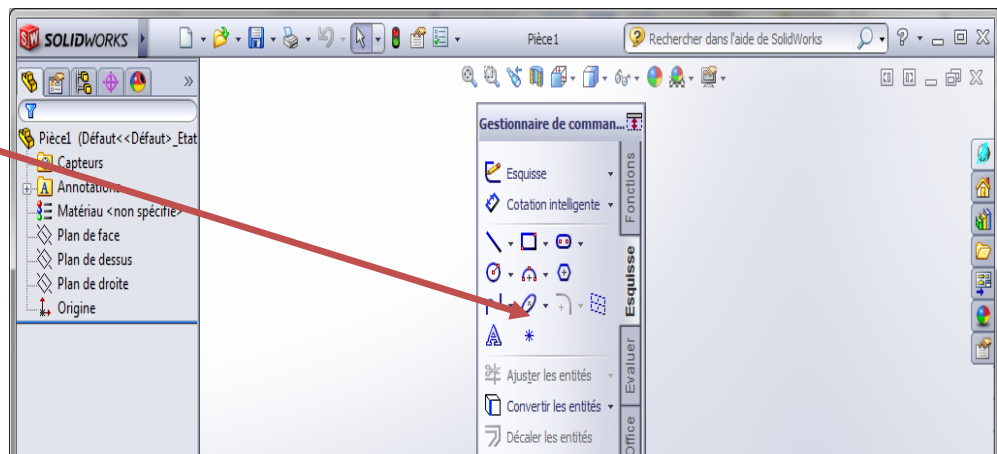 SOLIDWORKS
Pièce1
Rechercher dans l'aide de SolidWorks
Gestionnaire de comman...
Pièce1 (Défaut<<Défaut>_Etat
Capteurs
Annotations
Matériau <non spécifié>
Plan de face
Plan de dessus
Plan de droite
Origine
Esquisse
Cotation intelligente
Ajuster les entités
Convertir les entités
Décaler les entités
Fonctions
Esquisse
Evaluer
Office